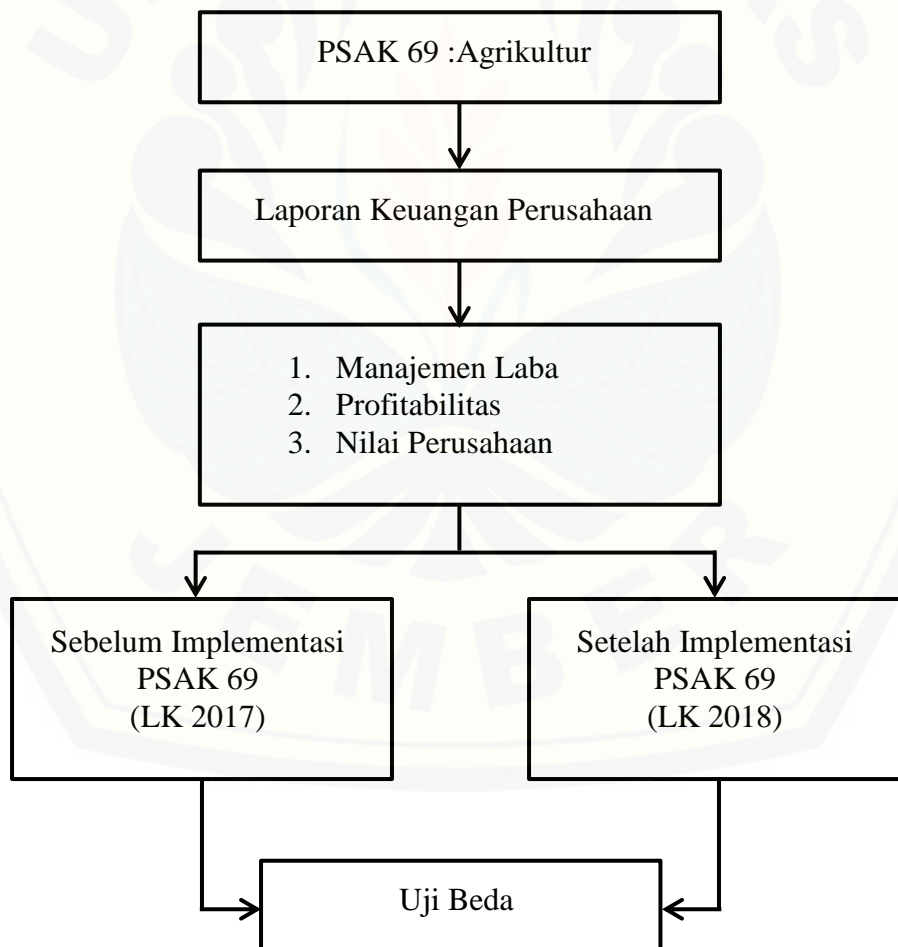 PSAK 69 :Agrikultur
Laporan Keuangan Perusahaan
1. Manajemen Laba
2. Profitabilitas
3. Nilai Perusahaan
Sebelum Implementasi
PSAK 69
(LK 2017)
Setelah Implementasi
PSAK 69
(LK 2018)
Uji Beda
JEMBER